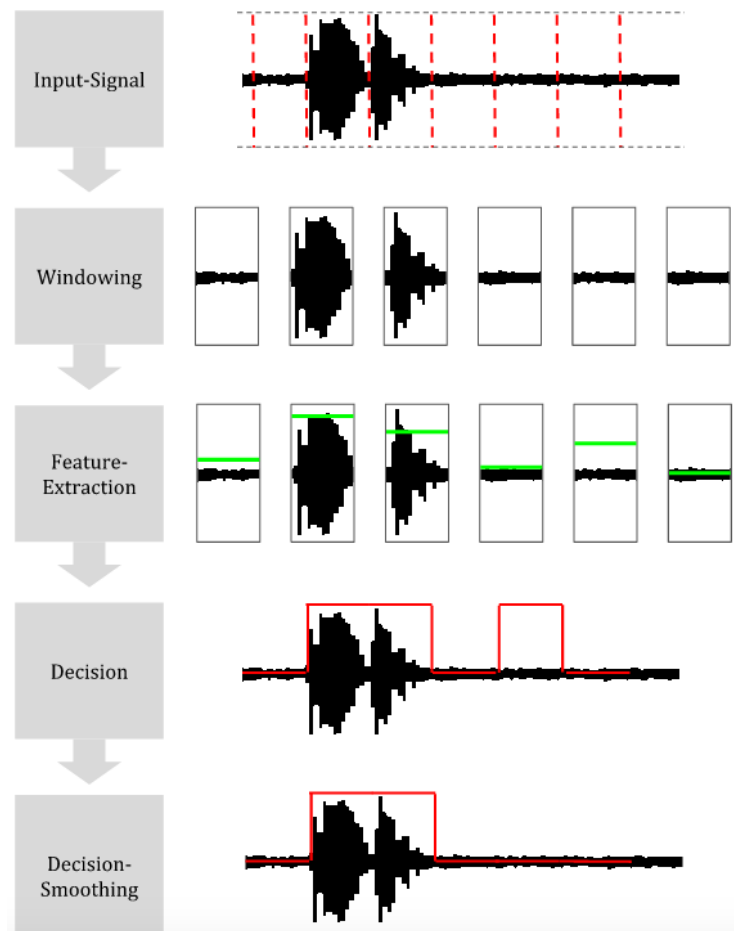 Input-Signal
Windowing
Feature-
Extraction
Decision
Decision-
Smoothing